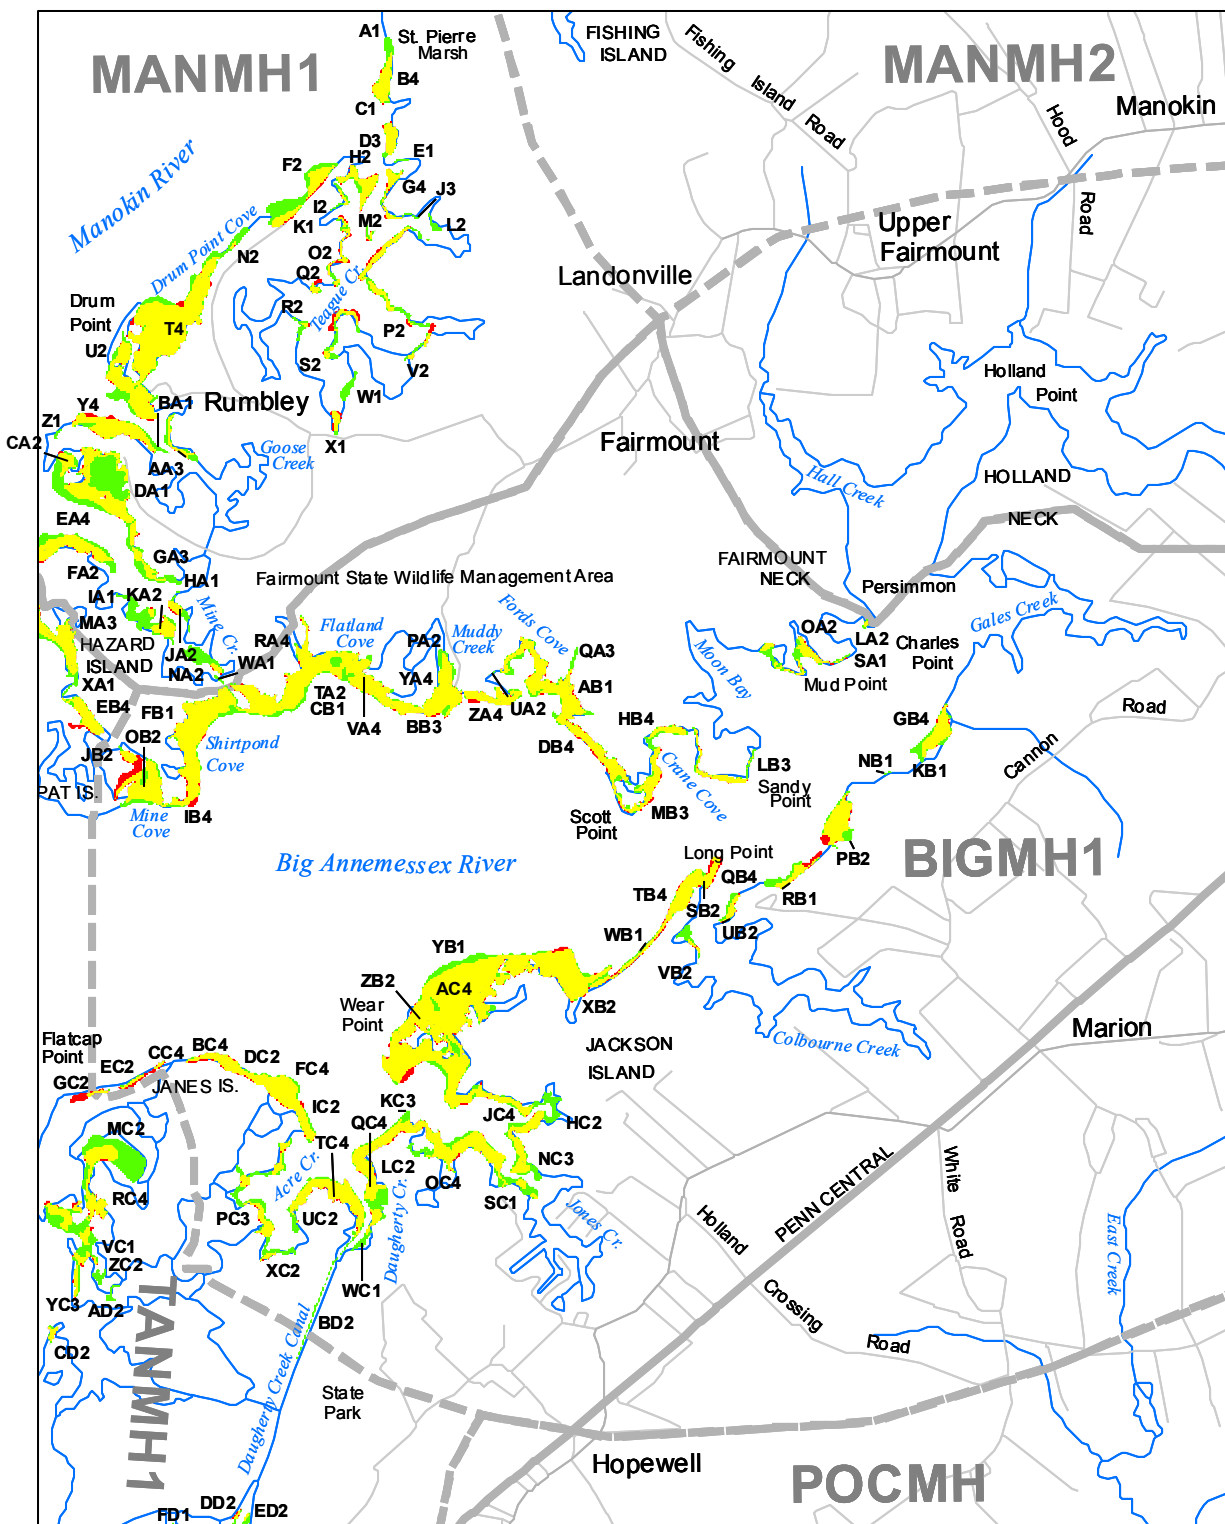 A1
St. Pierre
Marsh
FISHING
ISLAND
Fishing
Island
Road
MANMH1
MANMH2
B4
C1
Hood
Road
Manokin
Manokin River
D3
H2
E1
F2
G4
J3
I2
K1
M2
L2
Upper
Fairmount
Drum Point Cove
N2
O2
Q2
Teague Cr.
Landonville
Drum
Point
R2
T4
P2
U2
S2
V2
Holland
Point
W1
Y4
BA1
Rumbley
Z1
CA2
X1
Fairmount
Goose
Creek
AA3
DA1
Hall Creek
HOLLAND
NECK
EA4
GA3
FA2
HA1
FAIRMOUNT
NECK
Fairmount State Wildlife Management Area
Persimmon
IA1
KA2
Mine Cr.
MA3
HAZARD
ISLAND
JA2
NA2
RA4
Flatland
Cove
PA2
Muddy
Creek
Fords Cove
QA3
Moon Bay
OA2
LA2
SA1
Charles
Point
Gales Creek
Mud Point
WA1
XA1
YA4
TA2
CB1
VA4
BB3
ZA4
UA2
AB1
EB4
FB1
OB2
HB4
GB4
Road
Cannon
JB2
Shirtpond
Cove
DB4
LB3
Sandy
Point
NB1
KB1
Crane Cove
PAT IS.
Mine
Cove
IB4
Scott
Point
MB3
Big Annemessex River
Long Point
PB2
BIGMH1
QB4
TB4
SB2
RB1
UB2
YB1
WB1
VB2
ZB2
AC4
XB2
Wear
Point
Colbourne Creek
Marion
Flatcap
Point
BC4
CC4
DC2
EC2
GC2
JANES IS.
FC4
JACKSON
ISLAND
IC2
KC3
JC4
HC2
MC2
QC4
TC4
LC2
Acre Cr.
OC4
NC3
PENN CENTRAL
White
Road
RC4
PC3
UC2
SC1
Daugherty Cr.
Jones Cr.
Holland
Crossing
Road
East Creek
VC1
ZC2
XC2
WC1
YC3
AD2
TANMH1
BD2
CD2
Daugherty Creek Canal
State
Park
Hopewell
POCMH
DD2
FD1
ED2